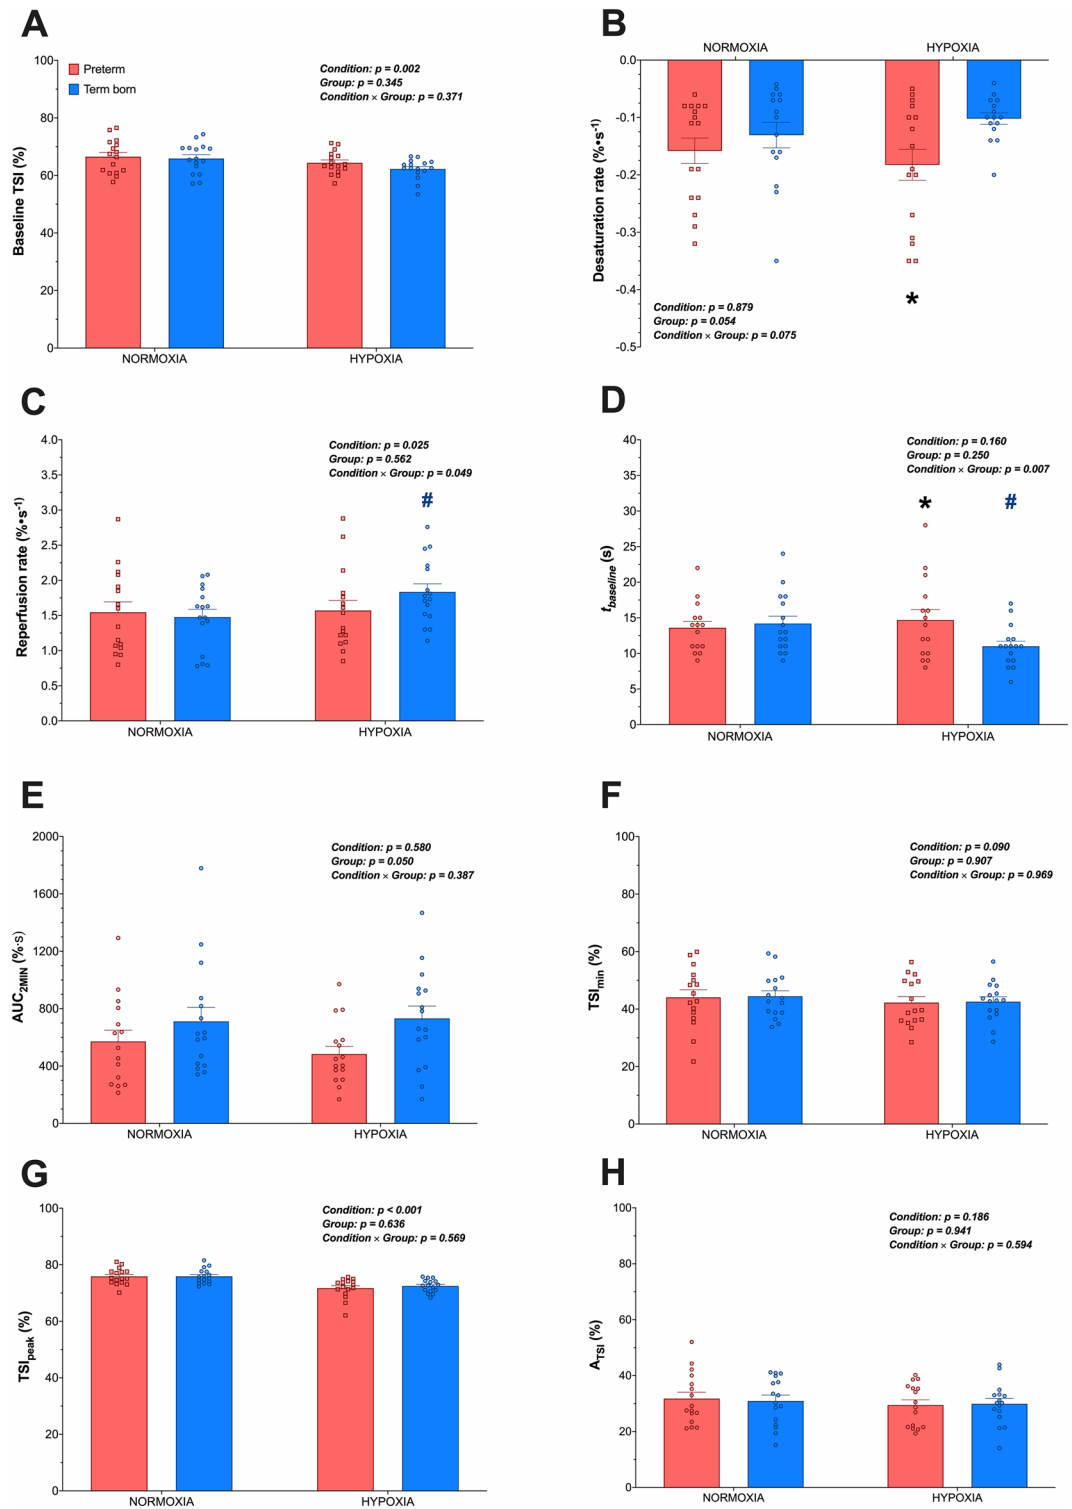 A
Preterm
Term born
Condition: p = 0.002
Group: p = 0.345
Condition × Group: p = 0.371
Baseline TSI (%)
100
80
60
40
20
0
NORMOXIA
HYPOXIA
B
NORMOXIA
HYPOXIA
Desaturation rate (%•s-1)
0.0
-0.1
-0.2
-0.3
-0.4
-0.5
*
Condition: p = 0.879
Group: p = 0.054
Condition × Group: p = 0.075
C
Condition: p = 0.025
Group: p = 0.562
Condition × Group: p = 0.049
#
Reperfusion rate (%•s-1)
4.0
3.5
3.0
2.5
2.0
1.5
1.0
0.5
0.0
NORMOXIA
HYPOXIA
D
Condition: p = 0.160
Group: p = 0.250
Condition × Group: p = 0.007
*
#
tbaseline (s)
40
35
30
25
20
15
10
5
0
NORMOXIA
HYPOXIA
E
Condition: p = 0.580
Group: p = 0.050
Condition × Group: p = 0.387
AUC2MIN (%·s)
2000
1600
1200
800
400
0
NORMOXIA
HYPOXIA
F
Condition: p = 0.090
Group: p = 0.907
Condition × Group: p = 0.969
TSImin (%)
100
80
60
40
20
0
NORMOXIA
HYPOXIA
G
Condition: p < 0.001
Group: p = 0.636
Condition × Group: p = 0.569
TSIpeak (%)
100
80
60
40
20
0
NORMOXIA
HYPOXIA
H
Condition: p = 0.186
Group: p = 0.941
Condition × Group: p = 0.594
ATSI (%)
100
80
60
40
20
0
NORMOXIA
HYPOXIA